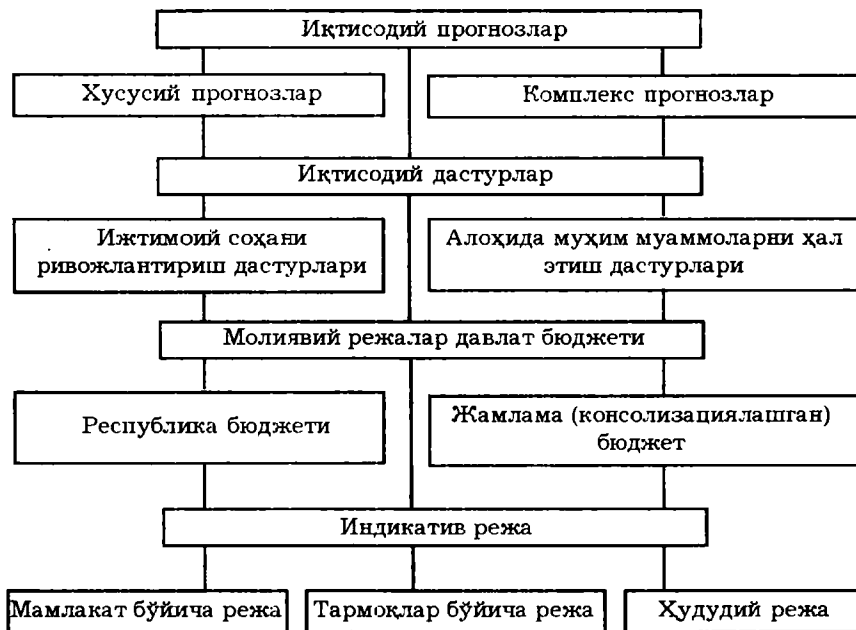 Иқтисодий прогнозлар
Хусусий прогнозлар
Комплекс прогнозлар
Иқтисодий дастурлар
Ижтимоий соҳани
ривожлантириш дастурлари
Алоҳида муҳим муаммоларни ҳал
этиш дастурлари
Молиявий режалар давлат бюджети
Республика бюджети
Жамлама (консолизациялашган)
бюджет
Индикатив режа
Мамлакат бўйича режа
Тармоқлар бўйича режа
Ҳудудий режа